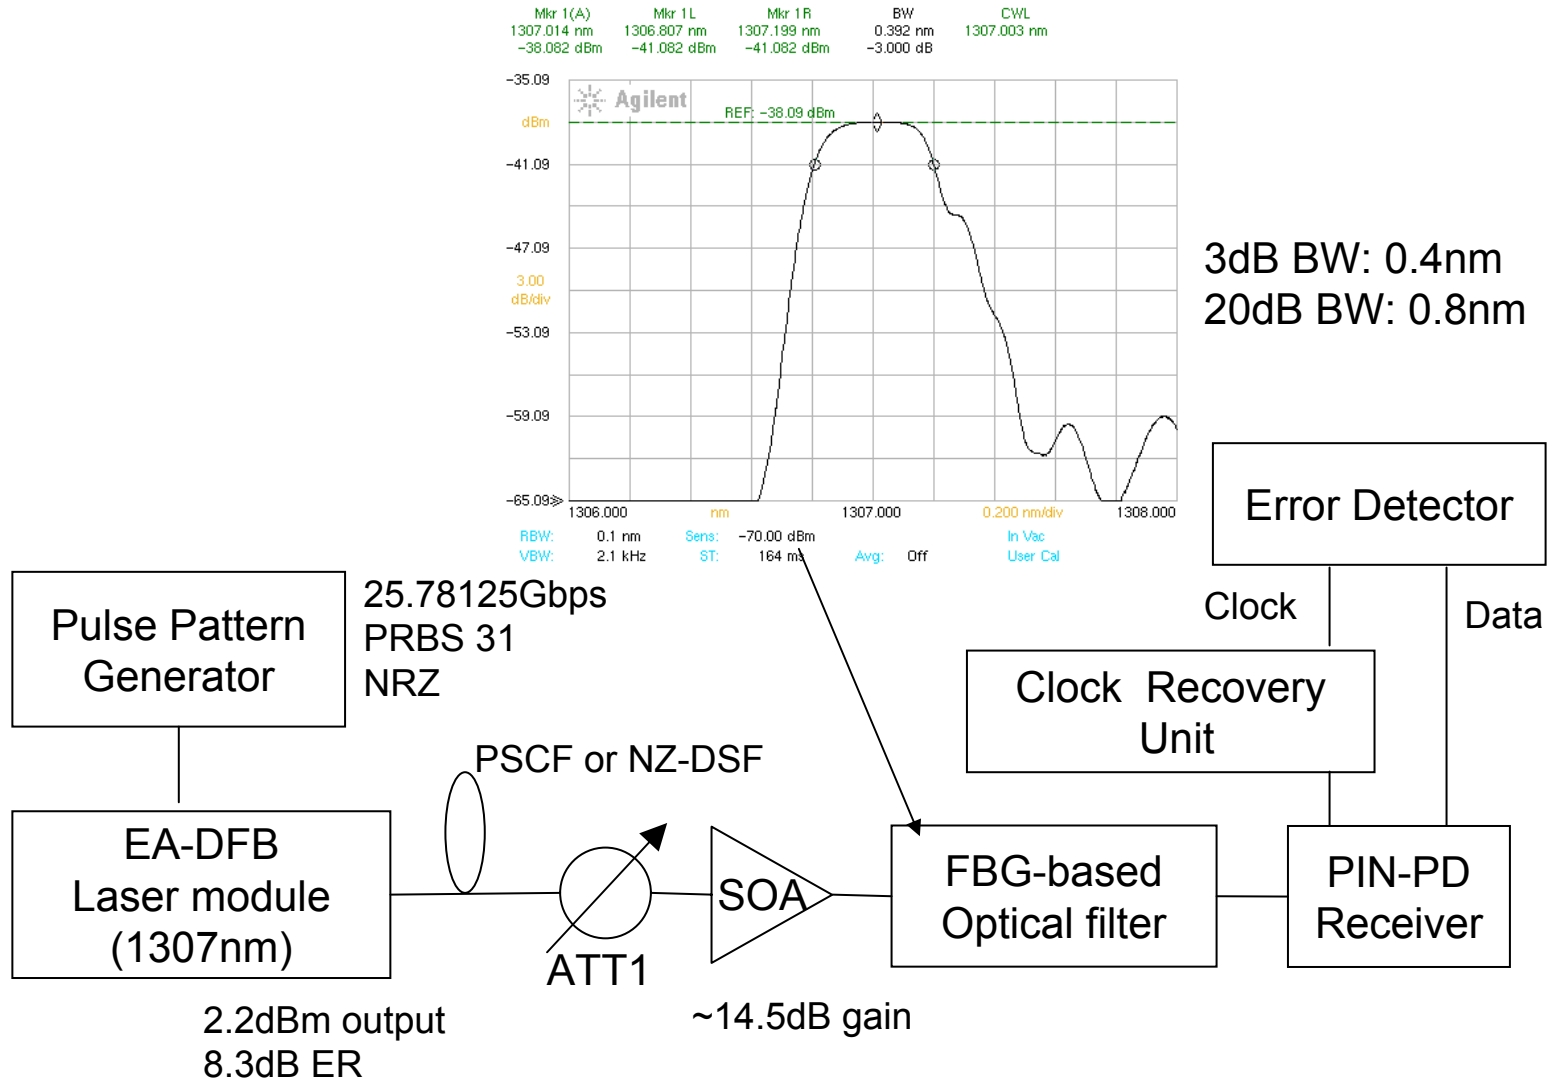 Mkr 1(A) Mkr 1L Mkr 1R BW CWL
1307.014 nm 1306.807 nm 1307.199 nm 0.392 nm 1307.003 nm
−38.082 dBm −41.082 dBm −41.082 dBm −3.000 dB
−35.09
Agilent
REF: −38.09 dBm
dBm
−41.09
−47.09
3.00
dB/div
−53.09
−59.09
−65.09
1306.000 nm 1307.000 0.200 nm/div 1308.000
RBW: 0.1 nm Sens: −70.00 dBm In Vac
VBW: 2.1 kHz ST: 164 ms Avg: Off User Cal
3dB BW: 0.4nm
20dB BW: 0.8nm
Error Detector
Clock
Data
Clock Recovery
Unit
Pulse Pattern
Generator
25.78125Gbps
PRBS 31
NRZ
PSCF or NZ-DSF
EA-DFB
Laser module
(1307nm)
2.2dBm output
8.3dB ER
ATT1
SOA
~14.5dB gain
FBG-based
Optical filter
PIN-PD
Receiver